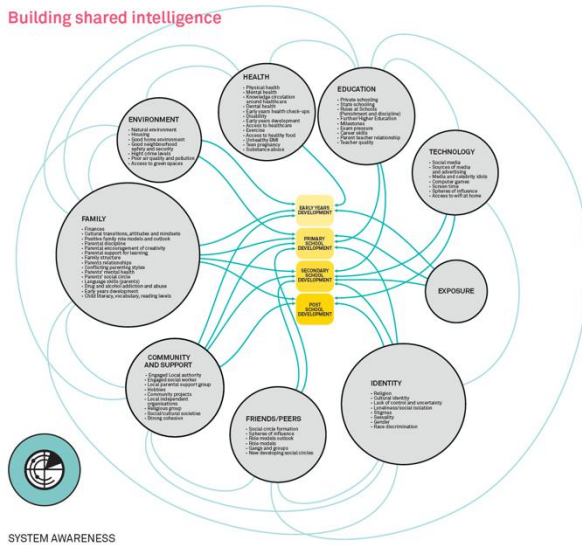 Building shared intelligence
HEALTH
- Physical health
- Mental health
- Knowledge circulation
around healthcare
- Dental health
- Early years health check-ups
- Disability
- Early years development
- Access to healthcare
- Exercise
- Access to healthy food
- Unhealthy BMI
- Teen pregnancy
- Substance abuse
EDUCATION
- Private schooling
- State schooling
- Rules at Schools
(Punishment and discipline)
- Further Higher Education
- Milestones
- Exam pressure
- Career skills
- Parent teacher relationship
- Teacher quality
ENVIRONMENT
- Natural environment
- Housing
- Good home environment
- Good neighbourhood
safety and security
- Hight crime levels
- Poor air quality and pollution
- Access to green spaces
TECHNOLOGY
- Social media
- Sources of media
and advertising
- Media and celebrity idols
- Computer games
- Screen time
- Spheres of influence
- Access to wifi at home
EARLY YEARS
DEVELOPMENT
PRIMARY
SCHOOL
DEVELOPMENT
SECONDARY
SCHOOL
DEVELOPMENT
POST
SCHOOL
DEVELOPMENT
FAMILY
- Finances
- Cultural transitions, attitudes and mindsets
- Positive family role models and outlook
- Parental discipline
- Parental encouragement of creativity
- Parental support for learning
- Family structure
- Parents relationships
- Conflicting parenting styles
- Parents' mental health
- Parents' social circle
- Language skills (parents)
- Drug and alcohol addiction and abuse
- Early years development
- Child literacy, vocabulary, reading levels
EXPOSURE
COMMUNITY
AND SUPPORT
- Engaged Local authority
- Engaged social worker
- Local parental support group
- Hobbies
- Community projects
- Local independent
organisations
- Religious group
- Social/cultural societies
- Strong cohesion
IDENTITY
- Religion
- Cultural identity
- Lack of control and uncertainty
- Loneliness/social isolation
- Stigmas
- Sexuality
- Gender
- Race discrimination
FRIENDS/PEERS
- Social circle formation
- Spheres of influence
- Role models outlook
- Role models
- Gangs and groups
- New developing social circles
SYSTEM AWARENESS